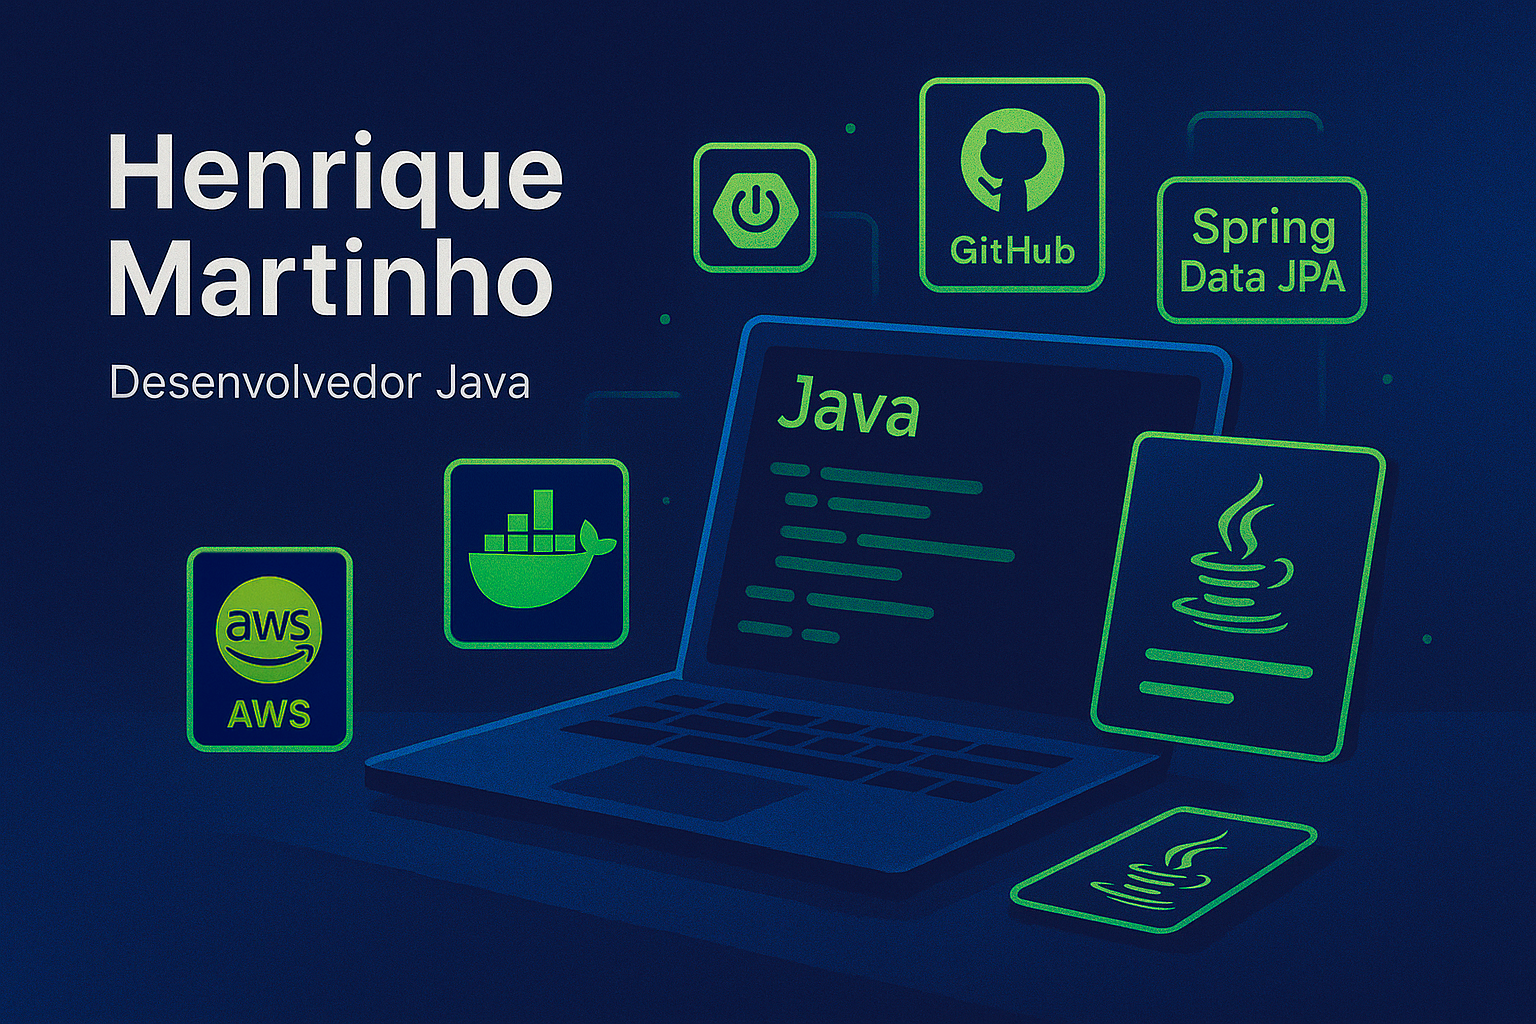 Henrique
Martinho
Desenvolvedor Java
GitHub
Spring
Data JPA
Java
aws
AWS